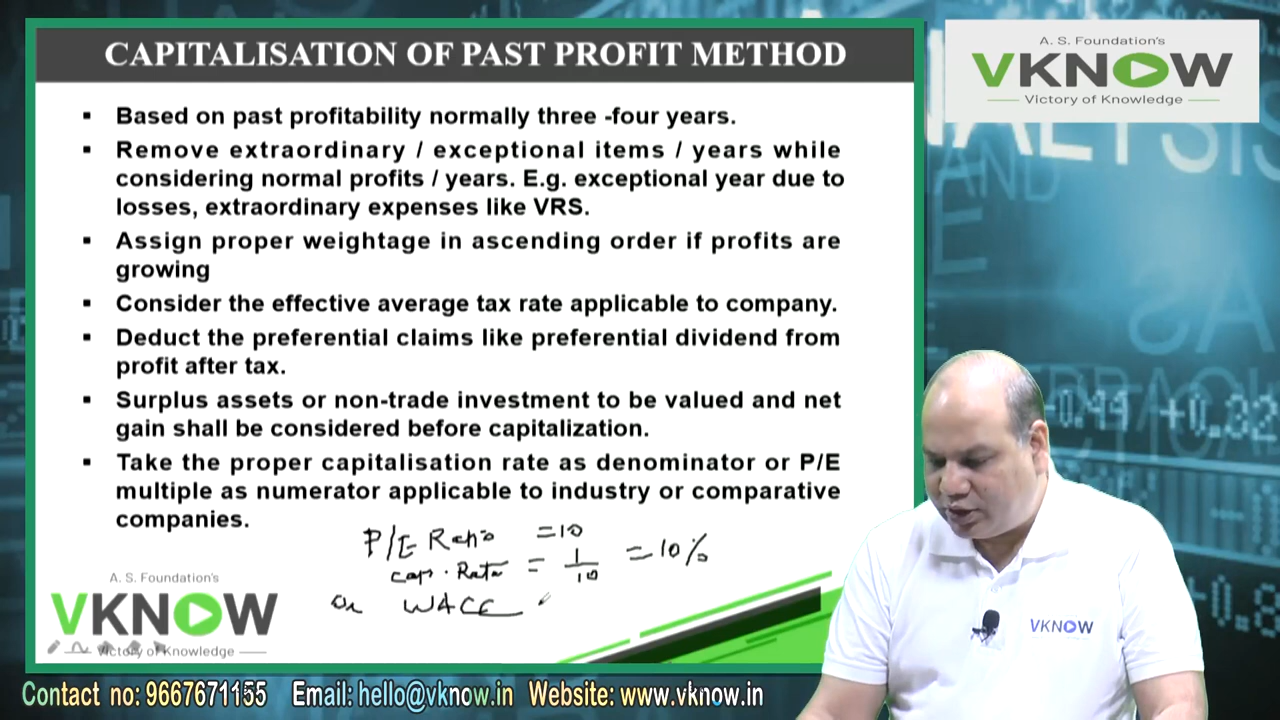 CAPITALISATION OF PAST PROFIT METHOD
A. S. Foundation's
VKNOW
Victory of Knowledge
▪ Based on past profitability normally three -four years.
▪ Remove extraordinary / exceptional items / years while
considering normal profits / years. E.g. exceptional year due to
losses, extraordinary expenses like VRS.
▪ Assign proper weightage in ascending order if profits are
growing
▪ Consider the effective average tax rate applicable to company.
▪ Deduct the preferential claims like preferential dividend from
profit after tax.
▪ Surplus assets or non-trade investment to be valued and net
gain shall be considered before capitalization.
▪ Take the proper capitalisation rate as denominator or P/E
multiple as numerator applicable to industry or comparative
companies.
P/E Ratio = 10
Cap. Rate = 1/10 = 10%
Or WACC
A. S. Foundation's
VKNOW
Victory of Knowledge
VKNOW
-0.44 +0.32
Contact no: 9667671155 Email: hello@vknow.in Website: www.vknow.in